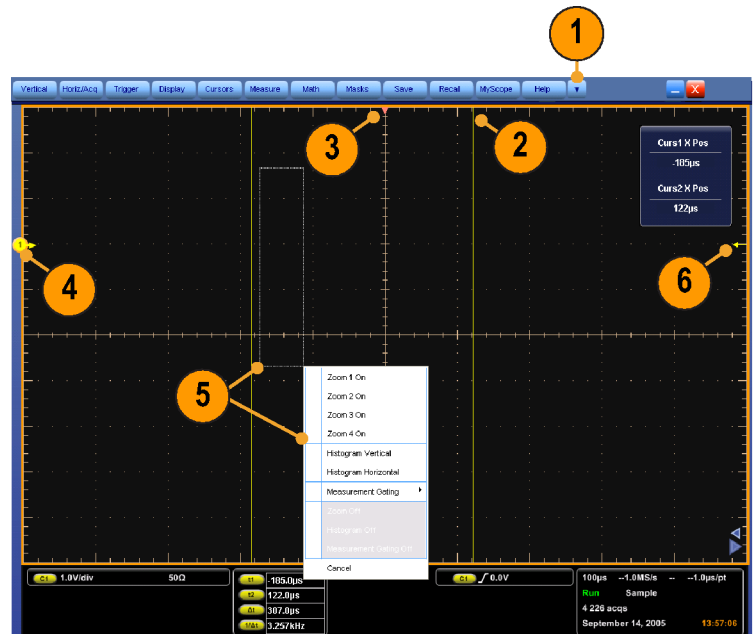 1
Vertical Horiz/Acq Trigger Display Cursors Measure Math Masks Save Recall MyScope Help
X
3
2
Curs1 X Pos
-185µs
Curs2 X Pos
122µs
1
4
6
5
Zoom 1 On
Zoom 2 On
Zoom 3 On
Zoom 4 On
Histogram Vertical
Histogram Horizontal
Measurement Gating
Zoom Off
Histogram Off
Measurement Gating Off
Cancel
C1 1.0V/div 50Ω
t1 -185.0µs
t2 122.0µs
Δt 307.0µs
1/Δt 3.257kHz
C1 0.0V
100µs --1.0MS/s -- --1.0µs/pt
Run Sample
4 226 acqs
September 14, 2005 13:57:06